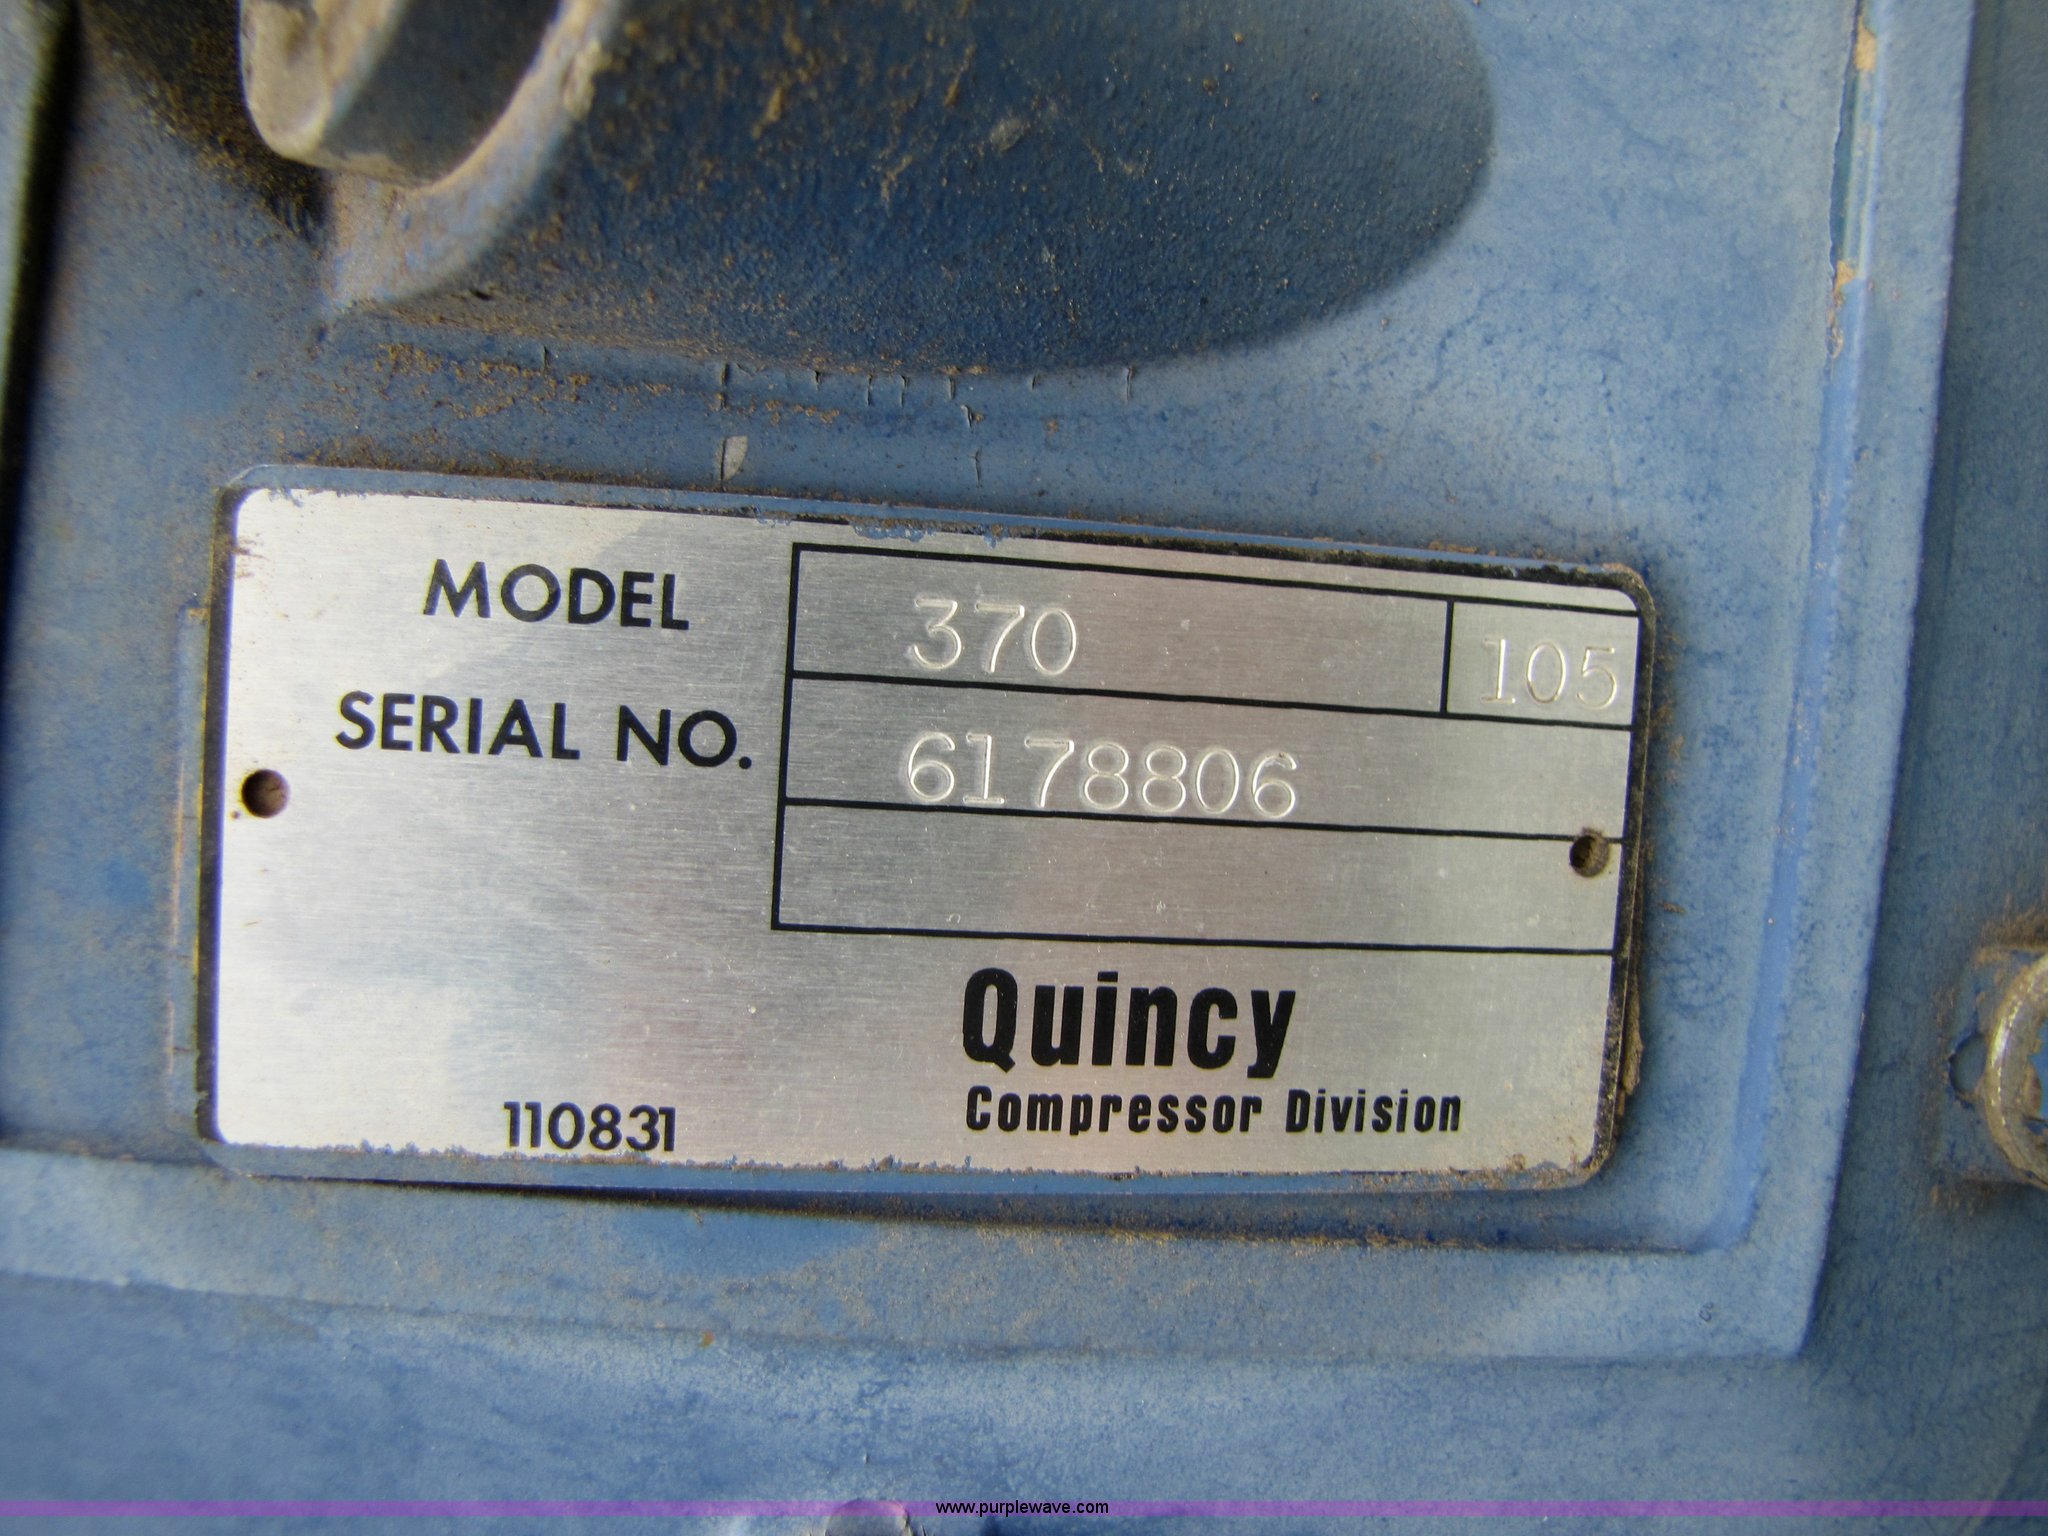 MODEL 370 105
SERIAL NO. 6178806
Quincy
Compressor Division
110831
www.purplewave.com